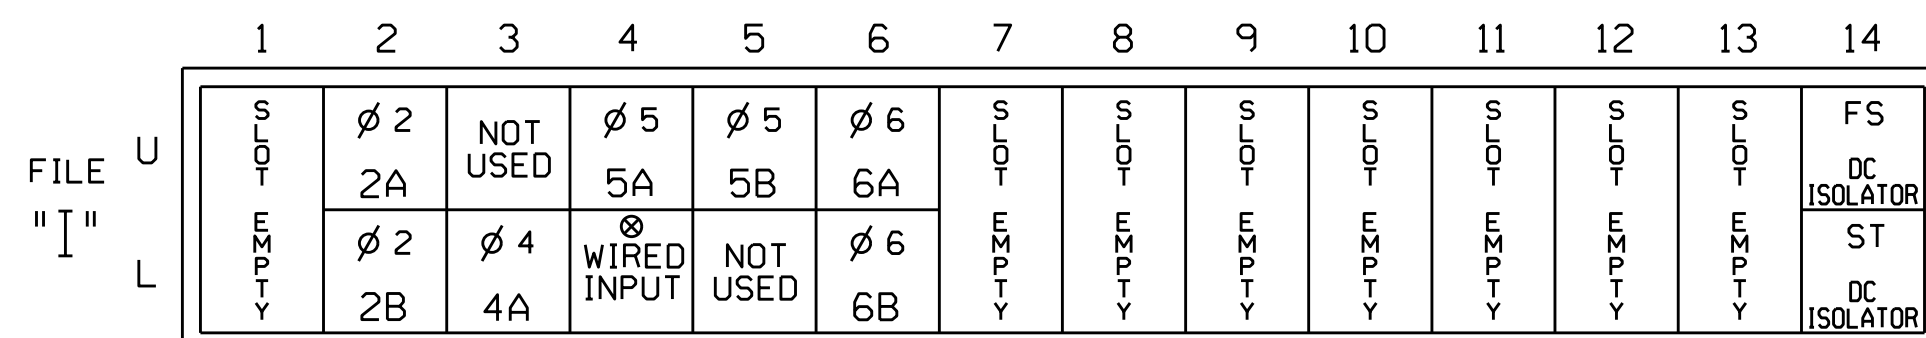 1 2 3 4 5 6 7 8 9 10 11 12 13 14
FILE
"I"
U
L
SLOT EMPTY
Ø 2
2A
Ø 2
2B
NOT
USED
Ø 4
4A
Ø 5
5A
⊗
WIRED
INPUT
Ø 5
5B
NOT
USED
Ø 6
6A
Ø 6
6B
SLOT EMPTY
SLOT EMPTY
SLOT EMPTY
SLOT EMPTY
SLOT EMPTY
SLOT EMPTY
SLOT EMPTY
FS
DC
ISOLATOR
ST
DC
ISOLATOR